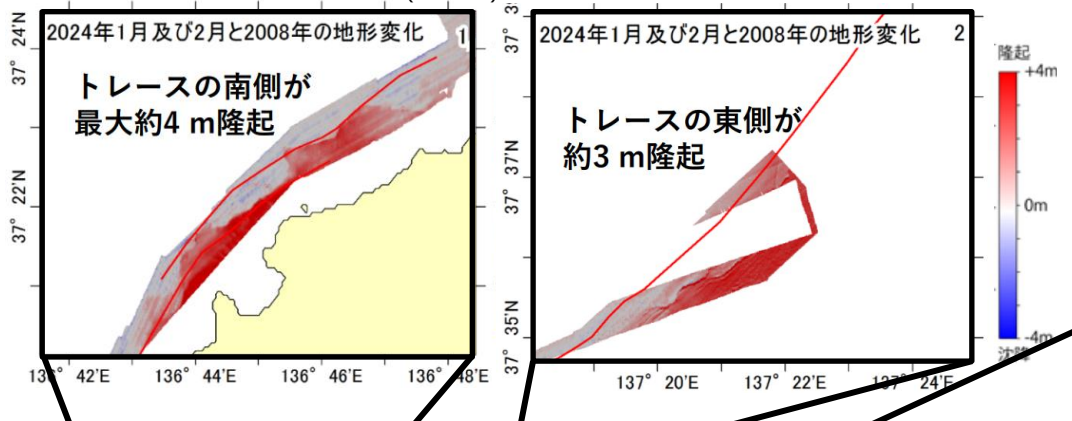 2024年1月及び2月と2008年の地形変化 1
トレースの南側が
最大約4 m隆起
37° 24'N
37° 22'N
136° 42'E 136° 44'E 136° 46'E 136° 48'E
2024年1月及び2月と2008年の地形変化 2
トレースの東側が
約3 m隆起
37°
37° 37'N
37° 35'N
137° 20'E 137° 22'E 137° 24'E
隆起
+4m
0m
-4m
沈降